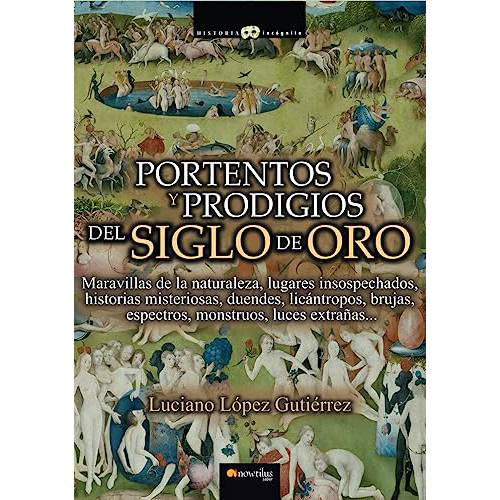 HISTORIA incógnita
PORTENTOS
Y PRODIGIOS
DEL SIGLO DE ORO
Maravillas de la naturaleza, lugares insospechados,
historias misteriosas, duendes, licántropos, brujas,
espectros, monstruos, luces extrañas...
Luciano López Gutiérrez
nowtilus
saber